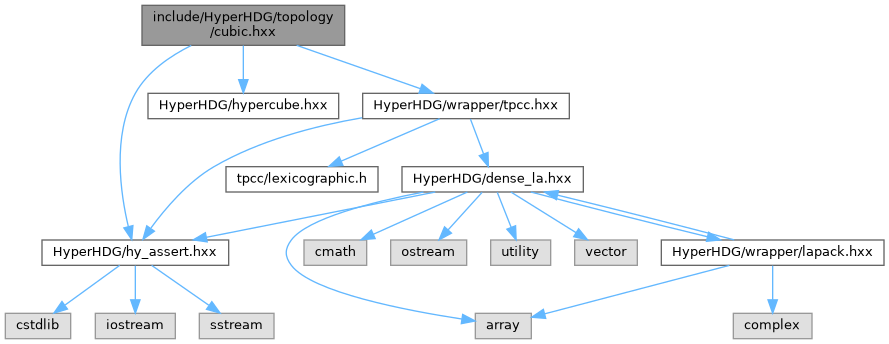 include/HyperHDG/topology
/cubic.hxx
HyperHDG/hypercube.hxx
HyperHDG/wrapper/tpcc.hxx
tpcc/lexicographic.h
HyperHDG/dense_la.hxx
HyperHDG/hy_assert.hxx
cmath
ostream
utility
vector
HyperHDG/wrapper/lapack.hxx
cstdlib
iostream
sstream
array
complex